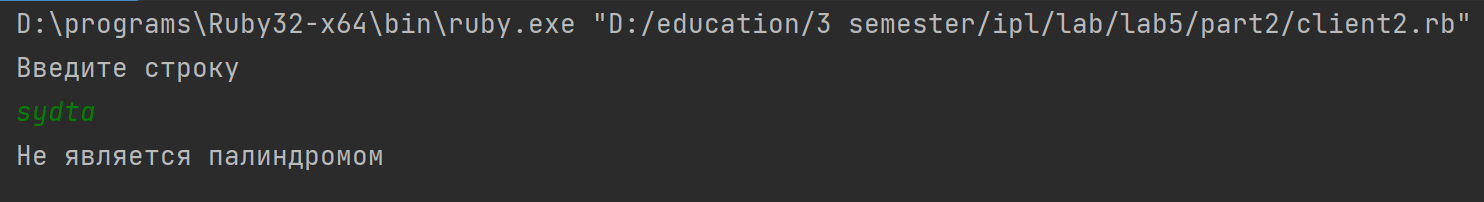 D:\programs\Ruby32-x64\bin\ruby.exe "D:/education/3 semester/ipl/lab/lab5/part2/client2.rb"
Введите строку
sydta
Не является палиндромом